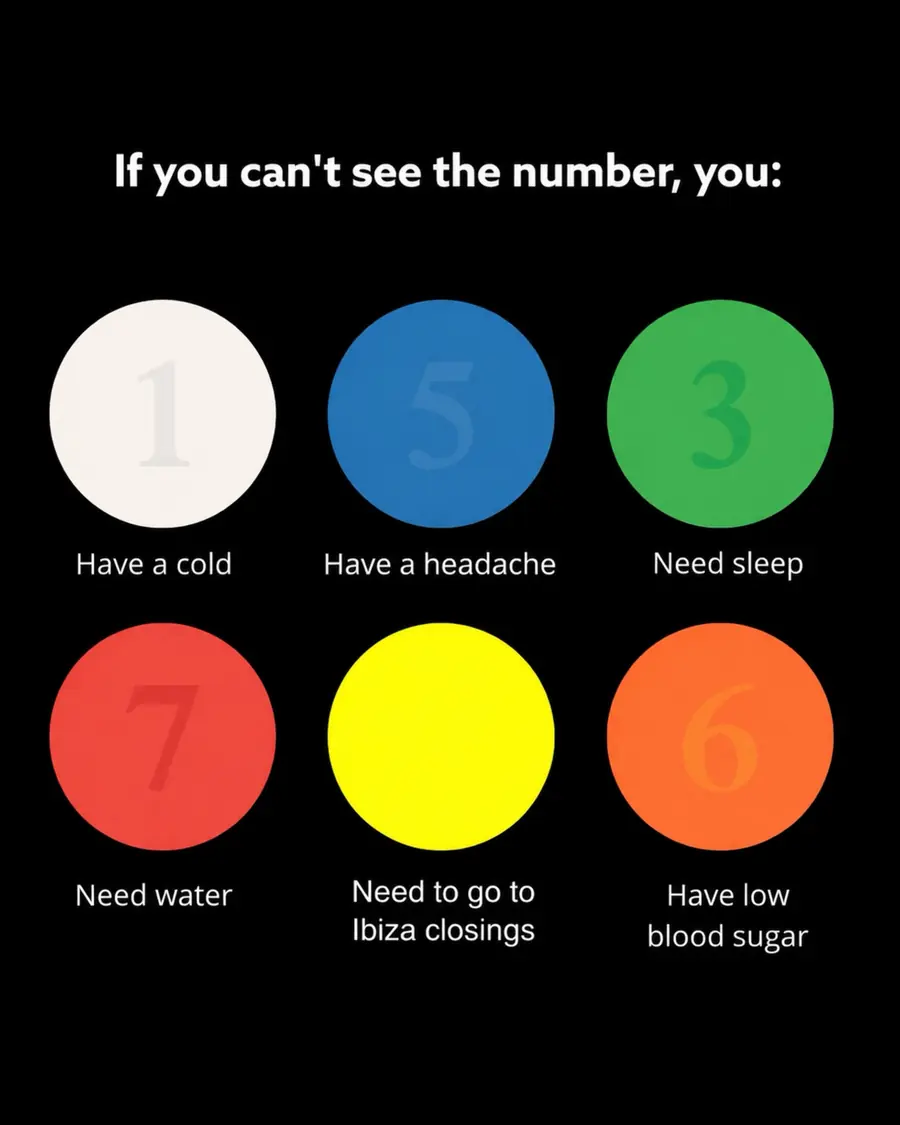 If you can't see the number, you:
1
5
3
Have a cold
Have a headache
Need sleep
7
6
Need water
Need to go to
Ibiza closings
Have low
blood sugar